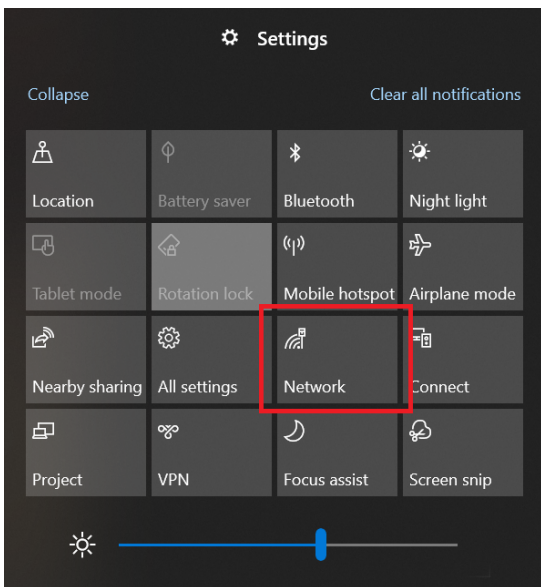 Settings
Collapse Clear all notifications
Location Battery saver Bluetooth Night light
Tablet mode Rotation lock Mobile hotspot Airplane mode
Nearby sharing All settings Network Connect
Project VPN Focus assist Screen snip